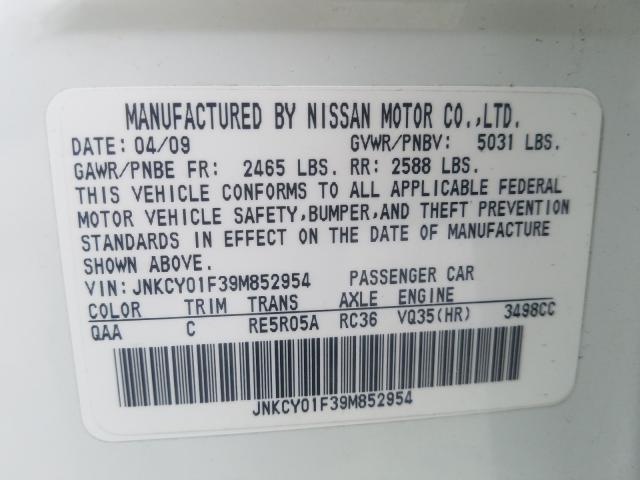 MANUFACTURED BY NISSAN MOTOR CO.,LTD.
DATE: 04/09 GVWR/PNBV: 5031 LBS.
GAWR/PNBE FR: 2465 LBS. RR: 2588 LBS.
THIS VEHICLE CONFORMS TO ALL APPLICABLE FEDERAL
MOTOR VEHICLE SAFETY,BUMPER,AND THEFT PREVENTION
STANDARDS IN EFFECT ON THE DATE OF MANUFACTURE
SHOWN ABOVE.
VIN:JNKCY01F39M852954 PASSENGER CAR
COLOR TRIM TRANS AXLE ENGINE
QAA C RE5R05A RC36 VQ35(HR) 3498CC
JNKCY01F39M852954